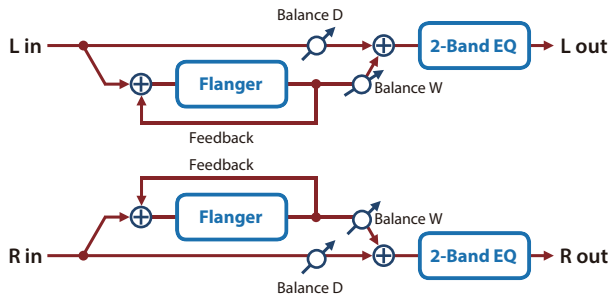 Balance D
L in
2-Band EQ
L out
Flanger
Balance W
Feedback
Feedback
Flanger
Balance W
R in
2-Band EQ
R out
Balance D